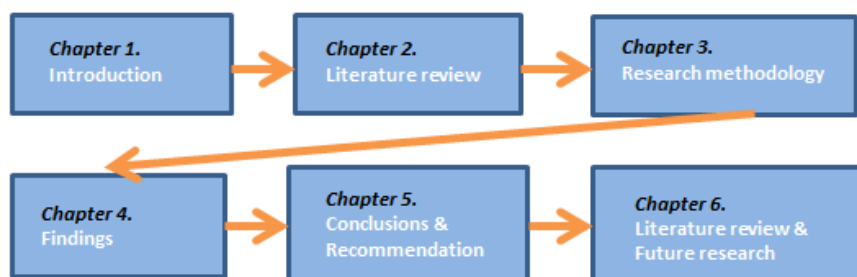 Chapter 1.
Introduction
Chapter 2.
Literature review
Chapter 3.
Research methodology
Chapter 4.
Findings
Chapter 5.
Conclusions &
Recommendation
Chapter 6.
Literature review &
Future research